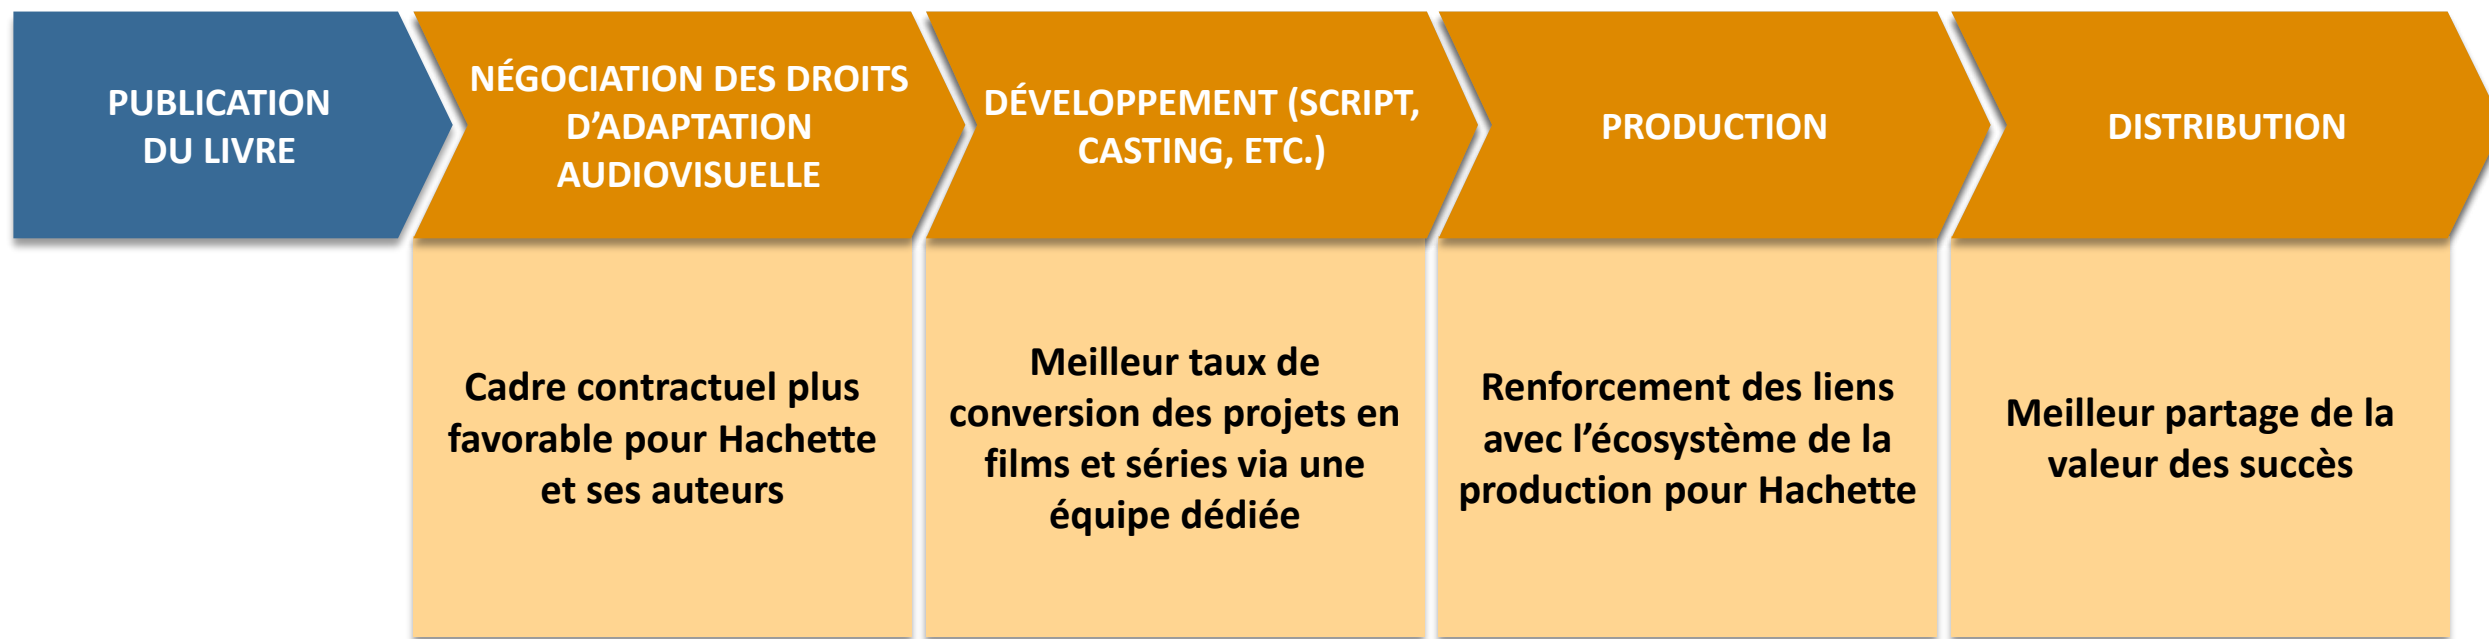 PUBLICATION
DU LIVRE
NÉGOCIATION DES DROITS
D’ADAPTATION
AUDIOVISUELLE
DÉVELOPPEMENT (SCRIPT,
CASTING, ETC.)
PRODUCTION
DISTRIBUTION
Cadre contractuel plus
favorable pour Hachette
et ses auteurs
Meilleur taux de
conversion des projets en
films et séries via une
équipe dédiée
Renforcement des liens
avec l’écosystème de la
production pour Hachette
Meilleur partage de la
valeur des succès